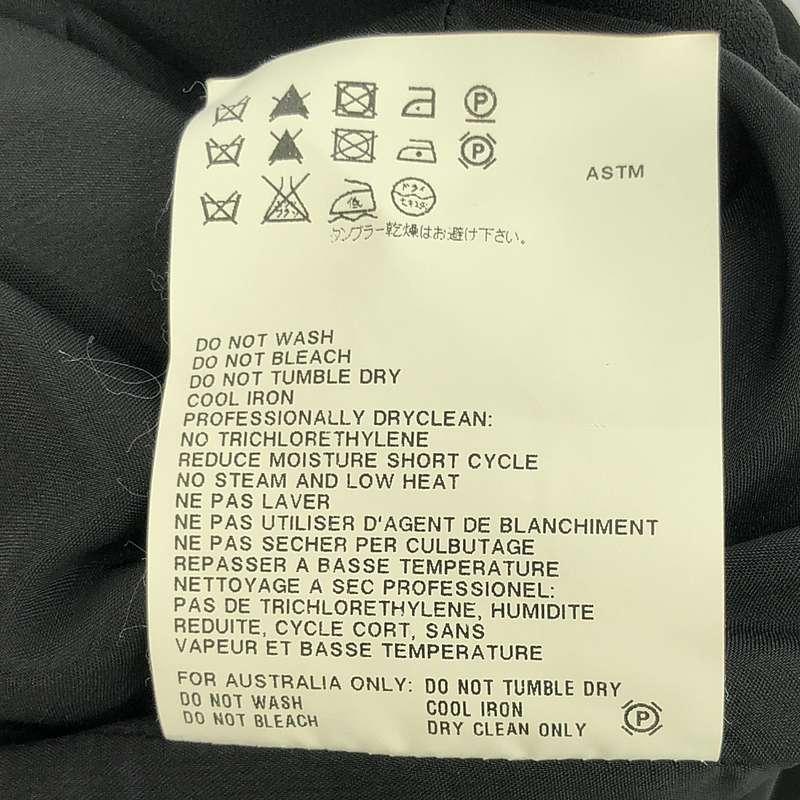 P
P
ASTM
低
タンブラー乾燥はお避け下さい。
DO NOT WASH
DO NOT BLEACH
DO NOT TUMBLE DRY
COOL IRON
PROFESSIONALLY DRYCLEAN:
NO TRICHLORETHYLENE
REDUCE MOISTURE SHORT CYCLE
NO STEAM AND LOW HEAT
NE PAS LAVER
NE PAS UTILISER D'AGENT DE BLANCHIMENT
NE PAS SECHER PER CULBUTAGE
REPASSER A BASSE TEMPERATURE
NETTOYAGE A SEC PROFESSIONEL:
PAS DE TRICHLORETHYLENE, HUMIDITE
REDUITE, CYCLE CORT, SANS
VAPEUR ET BASSE TEMPERATURE
FOR AUSTRALIA ONLY: DO NOT TUMBLE DRY
DO NOT WASH COOL IRON P
DO NOT BLEACH DRY CLEAN ONLY